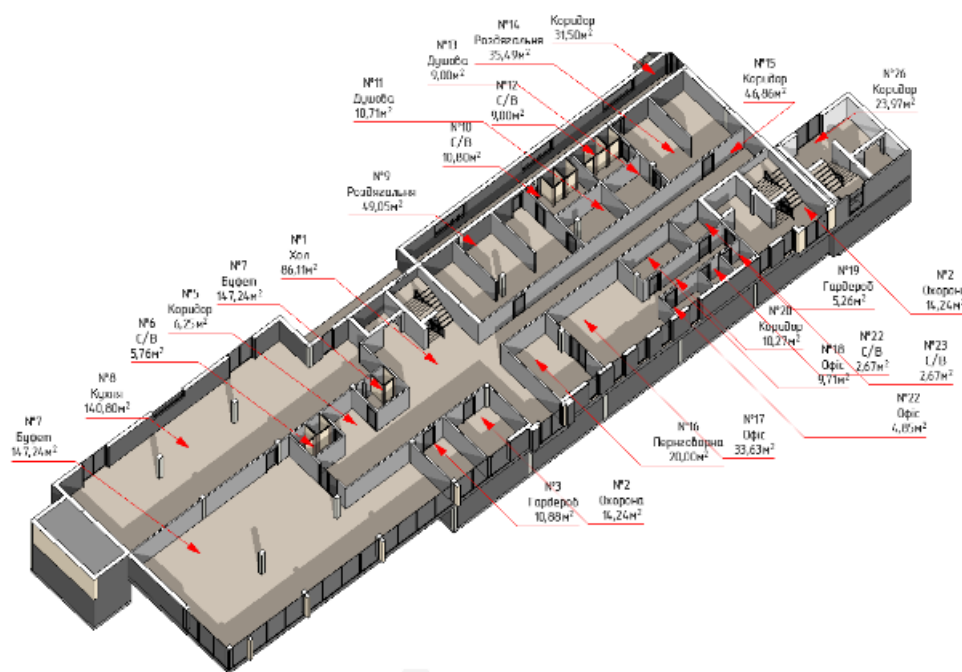 №14
Роздягальня
35,49м²
Коридор
31,50м²
№13
Душова
9,00м²
№15
Коридор
46,86м²
№26
Коридор
23,97м²
№11
Душова
10,71м²
№12
С/В
9,00м²
№10
С/В
10,80м²
№9
Роздягальня
49,05м²
№1
Хол
86,11м²
№7
Буфет
147,24м²
№5
Коридор
6,25м²
№6
С/В
5,76м²
№8
Кухня
140,80м²
№7
Буфет
147,24м²
№19
Гардероб
5,26м²
№2
Охорона
14,24м²
№20
Коридор
10,27м²
№22
С/В
2,67м²
№23
С/В
2,67м²
№18
Офіс
9,71м²
№22
Офіс
4,85м²
№16
Переговорна
20,00м²
№17
Офіс
33,63м²
№3
Гардероб
10,88м²
№2
Охорона
14,24м²